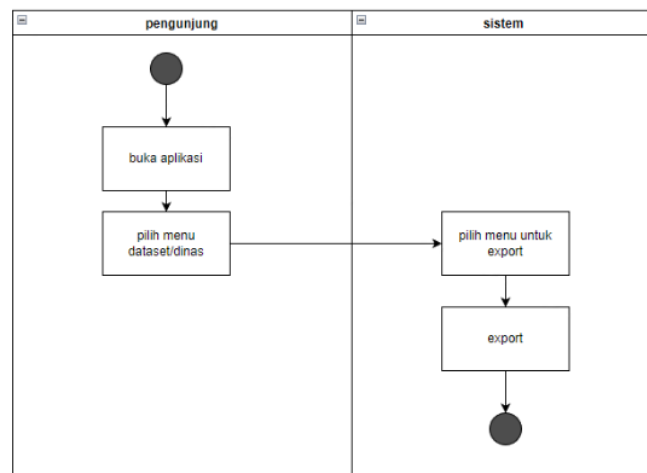 pengunjung
sistem
buka aplikasi
pilih menu
dataset/dinas
pilih menu untuk
export
export